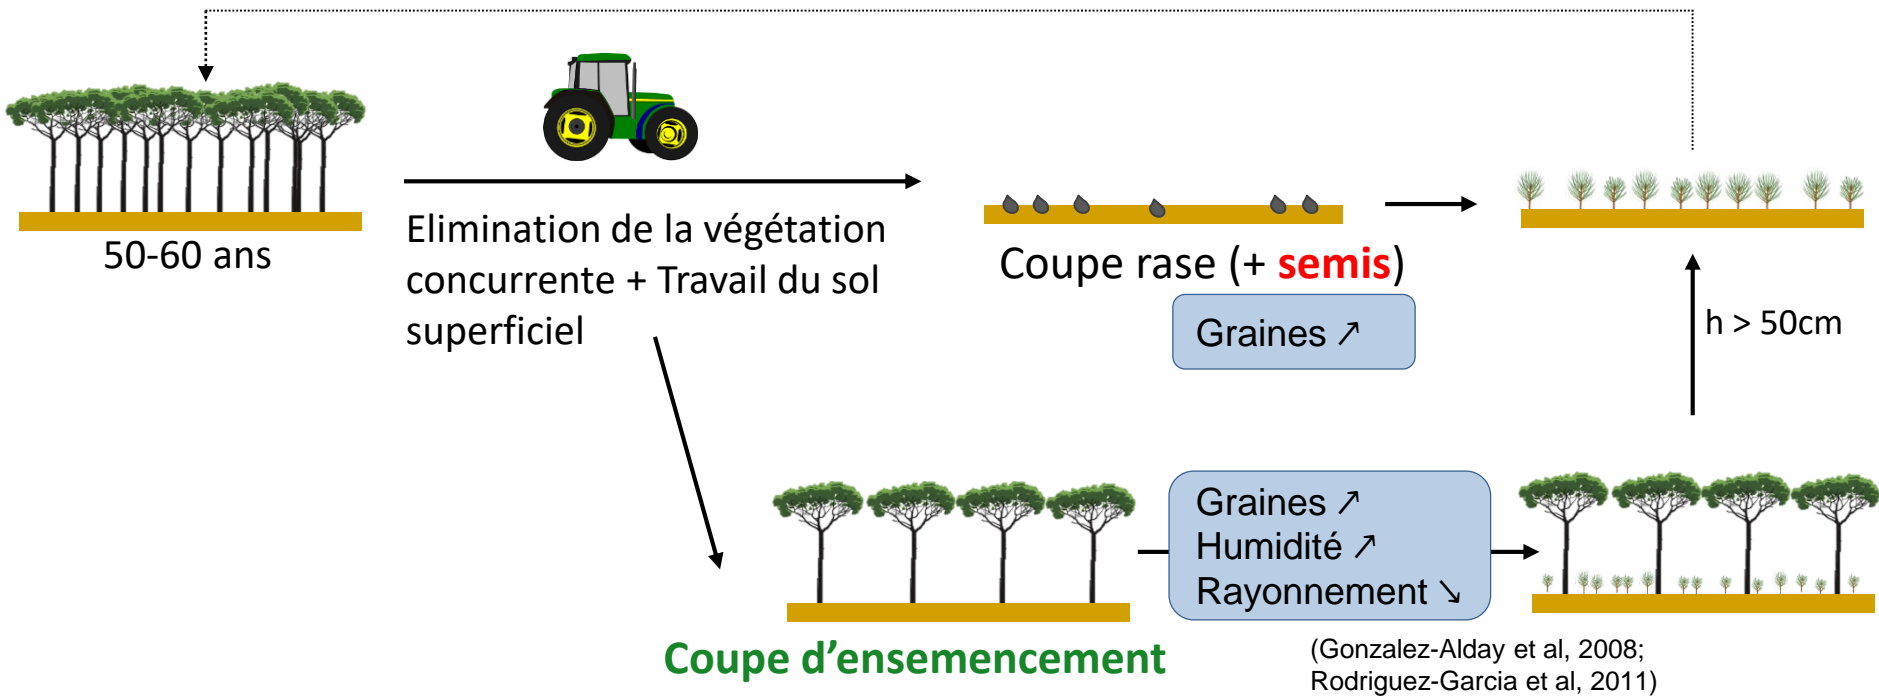 50-60 ans
Elimination de la végétation
concurrente + Travail du sol
superficiel
Coupe rase (+ semis)
Graines ↗
h > 50cm
Graines ↗
Humidité ↗
Rayonnement ↘
Coupe d’ensemencement
(Gonzalez-Alday et al, 2008;
Rodriguez-Garcia et al, 2011)